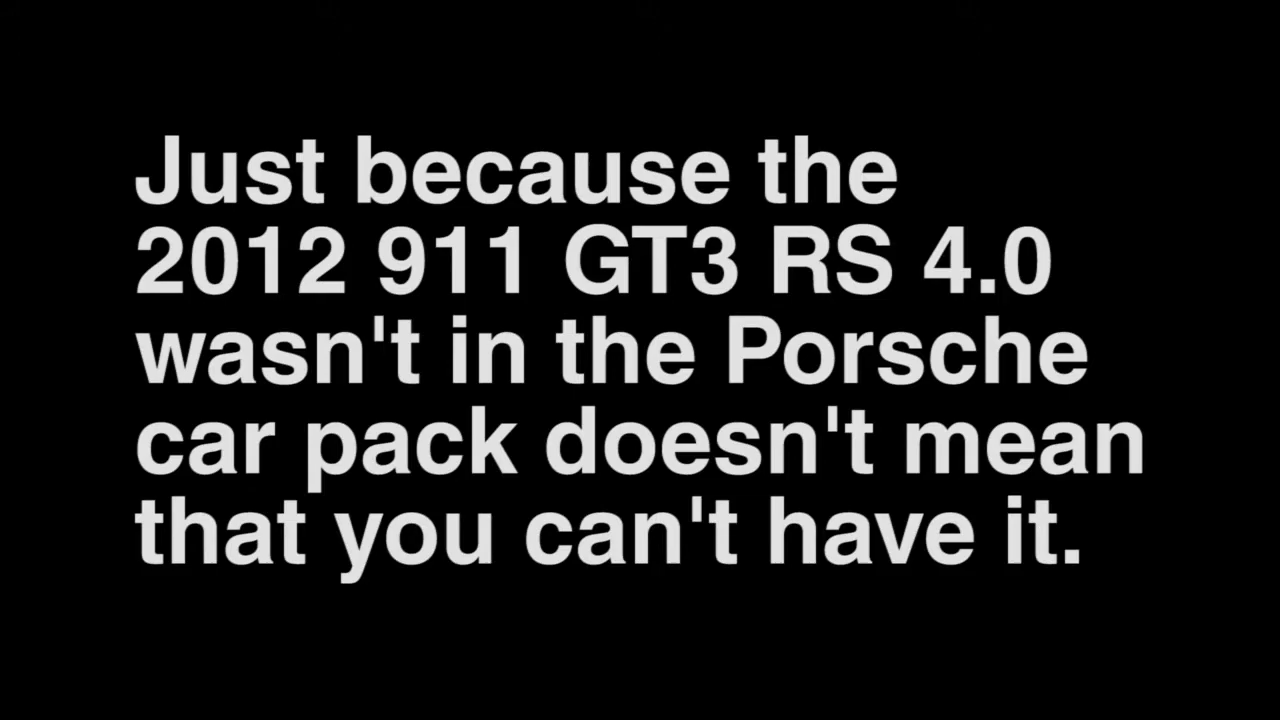 Just because the
2012 911 GT3 RS 4.0
wasn't in the Porsche
car pack doesn't mean
that you can't have it.